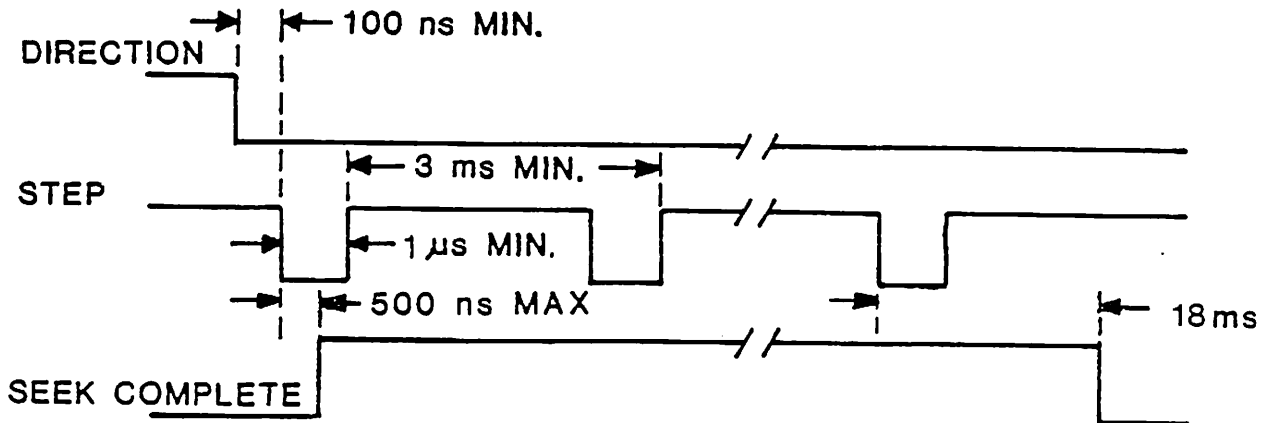 100 ns MIN.
DIRECTION
3 ms MIN.
STEP
1 µs MIN.
500 ns MAX
18 ms
SEEK COMPLETE